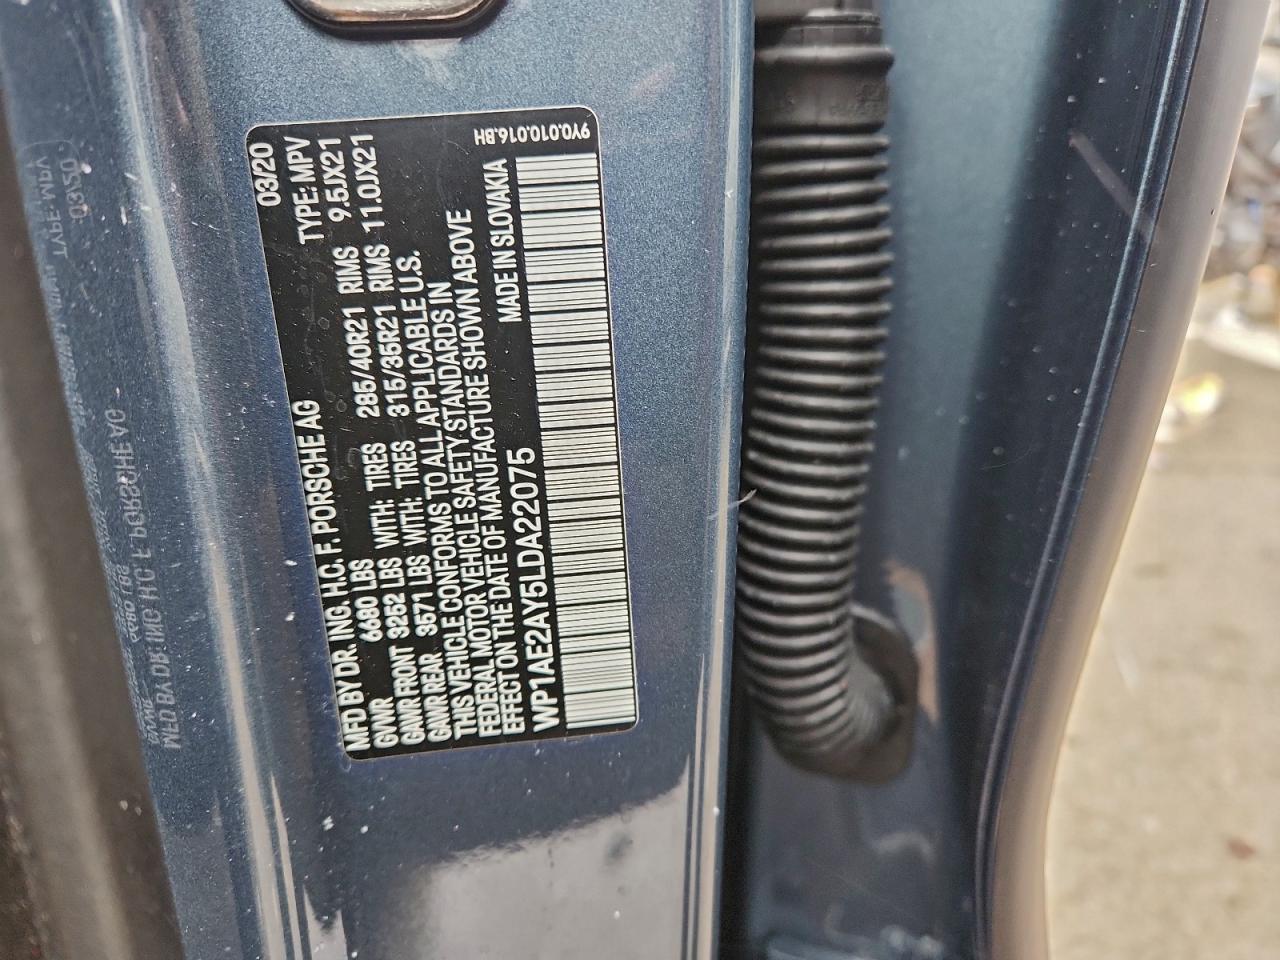 MFD BY DR. ING. H.C. F. PORSCHE AG 03/20
GVWR 6680 LBS TYPE: MPV
GAWR FRONT 3252 LBS WITH: TIRES 285/40R21 RIMS 9.5JX21
GAWR REAR 3571 LBS WITH: TIRES 315/35R21 RIMS 11.0JX21
THIS VEHICLE CONFORMS TO ALL APPLICABLE U.S.
FEDERAL MOTOR VEHICLE SAFETY STANDARDS IN
EFFECT ON THE DATE OF MANUFACTURE SHOWN ABOVE
WP1AE2AY5LDA22075 MADE IN SLOVAKIA
9Y0.010.016.BH